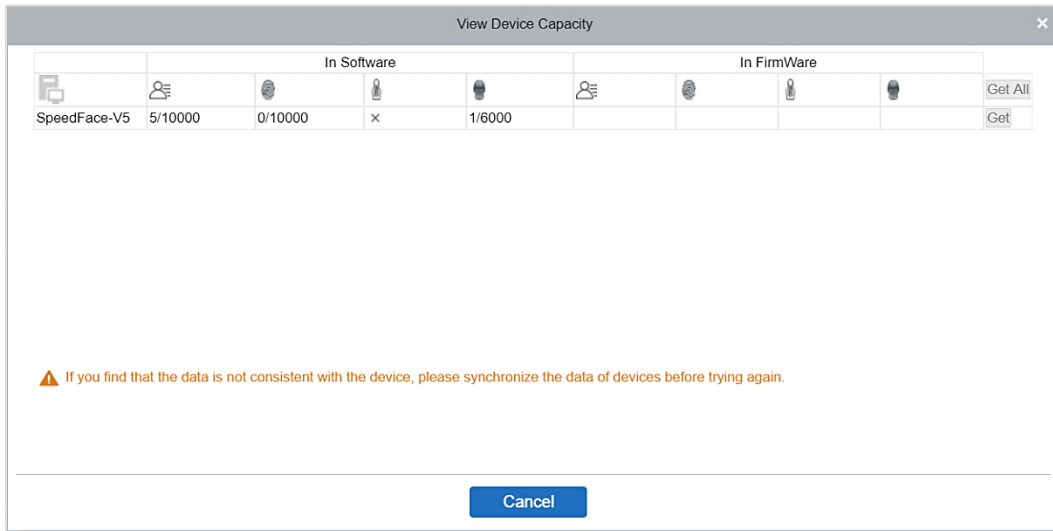 View Device Capacity ×
In Software In FirmWare
Get All
SpeedFace-V5 5/10000 0/10000 × 1/6000 Get
If you find that the data is not consistent with the device, please synchronize the data of devices before trying again.
Cancel